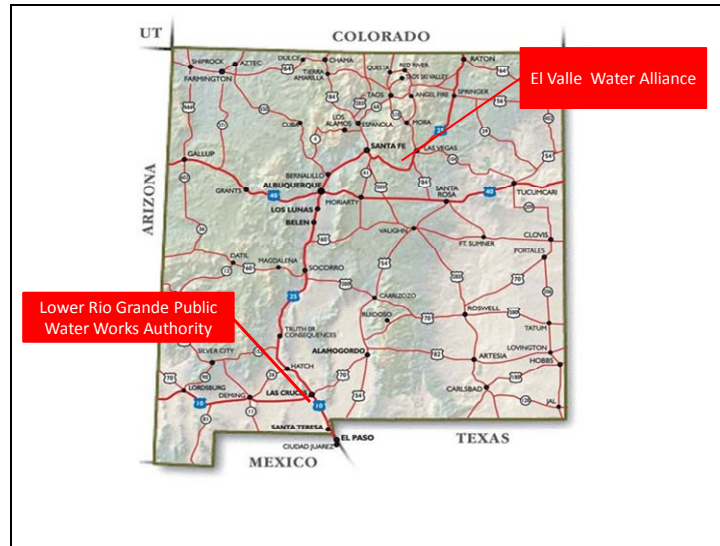 UT
COLORADO
El Valle Water Alliance
SHIPROCK
AZTEC
DULCE
CHAMA
QUESTA
RED RIVER
RATON
FARMINGTON
TIERRA
AMARILLA
TAOS SKI VALLEY
TAOS
ANGEL FIRE
SPRINGER
LOS
ALAMOS
ESPAÑOLA
CUBA
MORA
SANTA FE
LAS VEGAS
GALLUP
BERNALILLO
GRANTS
ALBUQUERQUE
MORIARTY
SANTA
ROSA
TUCUMCARI
LOS LUNAS
BELEN
ARIZONA
VAUGHN
FT. SUMNER
CLOVIS
PORTALES
DATIL
MAGDALENA
SOCORRO
Lower Rio Grande Public
Water Works Authority
CARRIZOZO
RUIDOSO
ROSWELL
TATUM
TRUTH OR
CONSEQUENCES
SILVER CITY
ALAMOGORDO
ARTESIA
LOVINGTON
HOBBS
HATCH
LORDSBURG
DEMING
LAS CRUCES
CARLSBAD
JAL
SANTA TERESA
EL PASO
CIUDAD JUAREZ
TEXAS
MEXICO